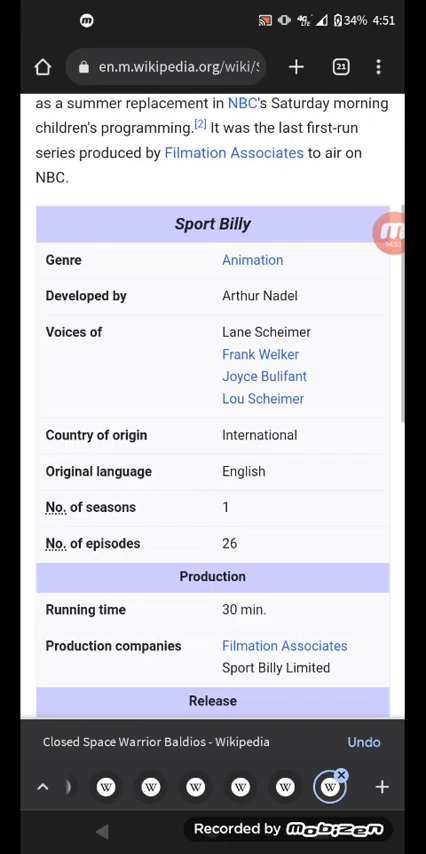 34% 4:51
en.m.wikipedia.org/wiki/S
21
as a summer replacement in NBC's Saturday morning
children's programming.[2] It was the last first-run
series produced by Filmation Associates to air on
NBC.
Sport Billy
04:53
Genre Animation
Developed by Arthur Nadel
Voices of Lane Scheimer
Frank Welker
Joyce Bulifant
Lou Scheimer
Country of origin International
Original language English
No. of seasons 1
No. of episodes 26
Production
Running time 30 min.
Production companies Filmation Associates
Sport Billy Limited
Release
Closed Space Warrior Baldios - Wikipedia Undo
W W W W W W
Recorded by mobizen